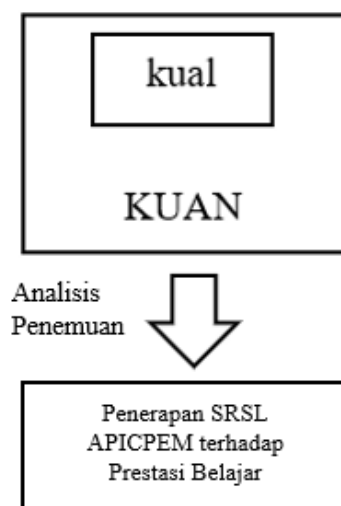 kual
KUAN
Analisis
Penemuan
Penerapan SRSL
APICPEM terhadap
Prestasi Belajar